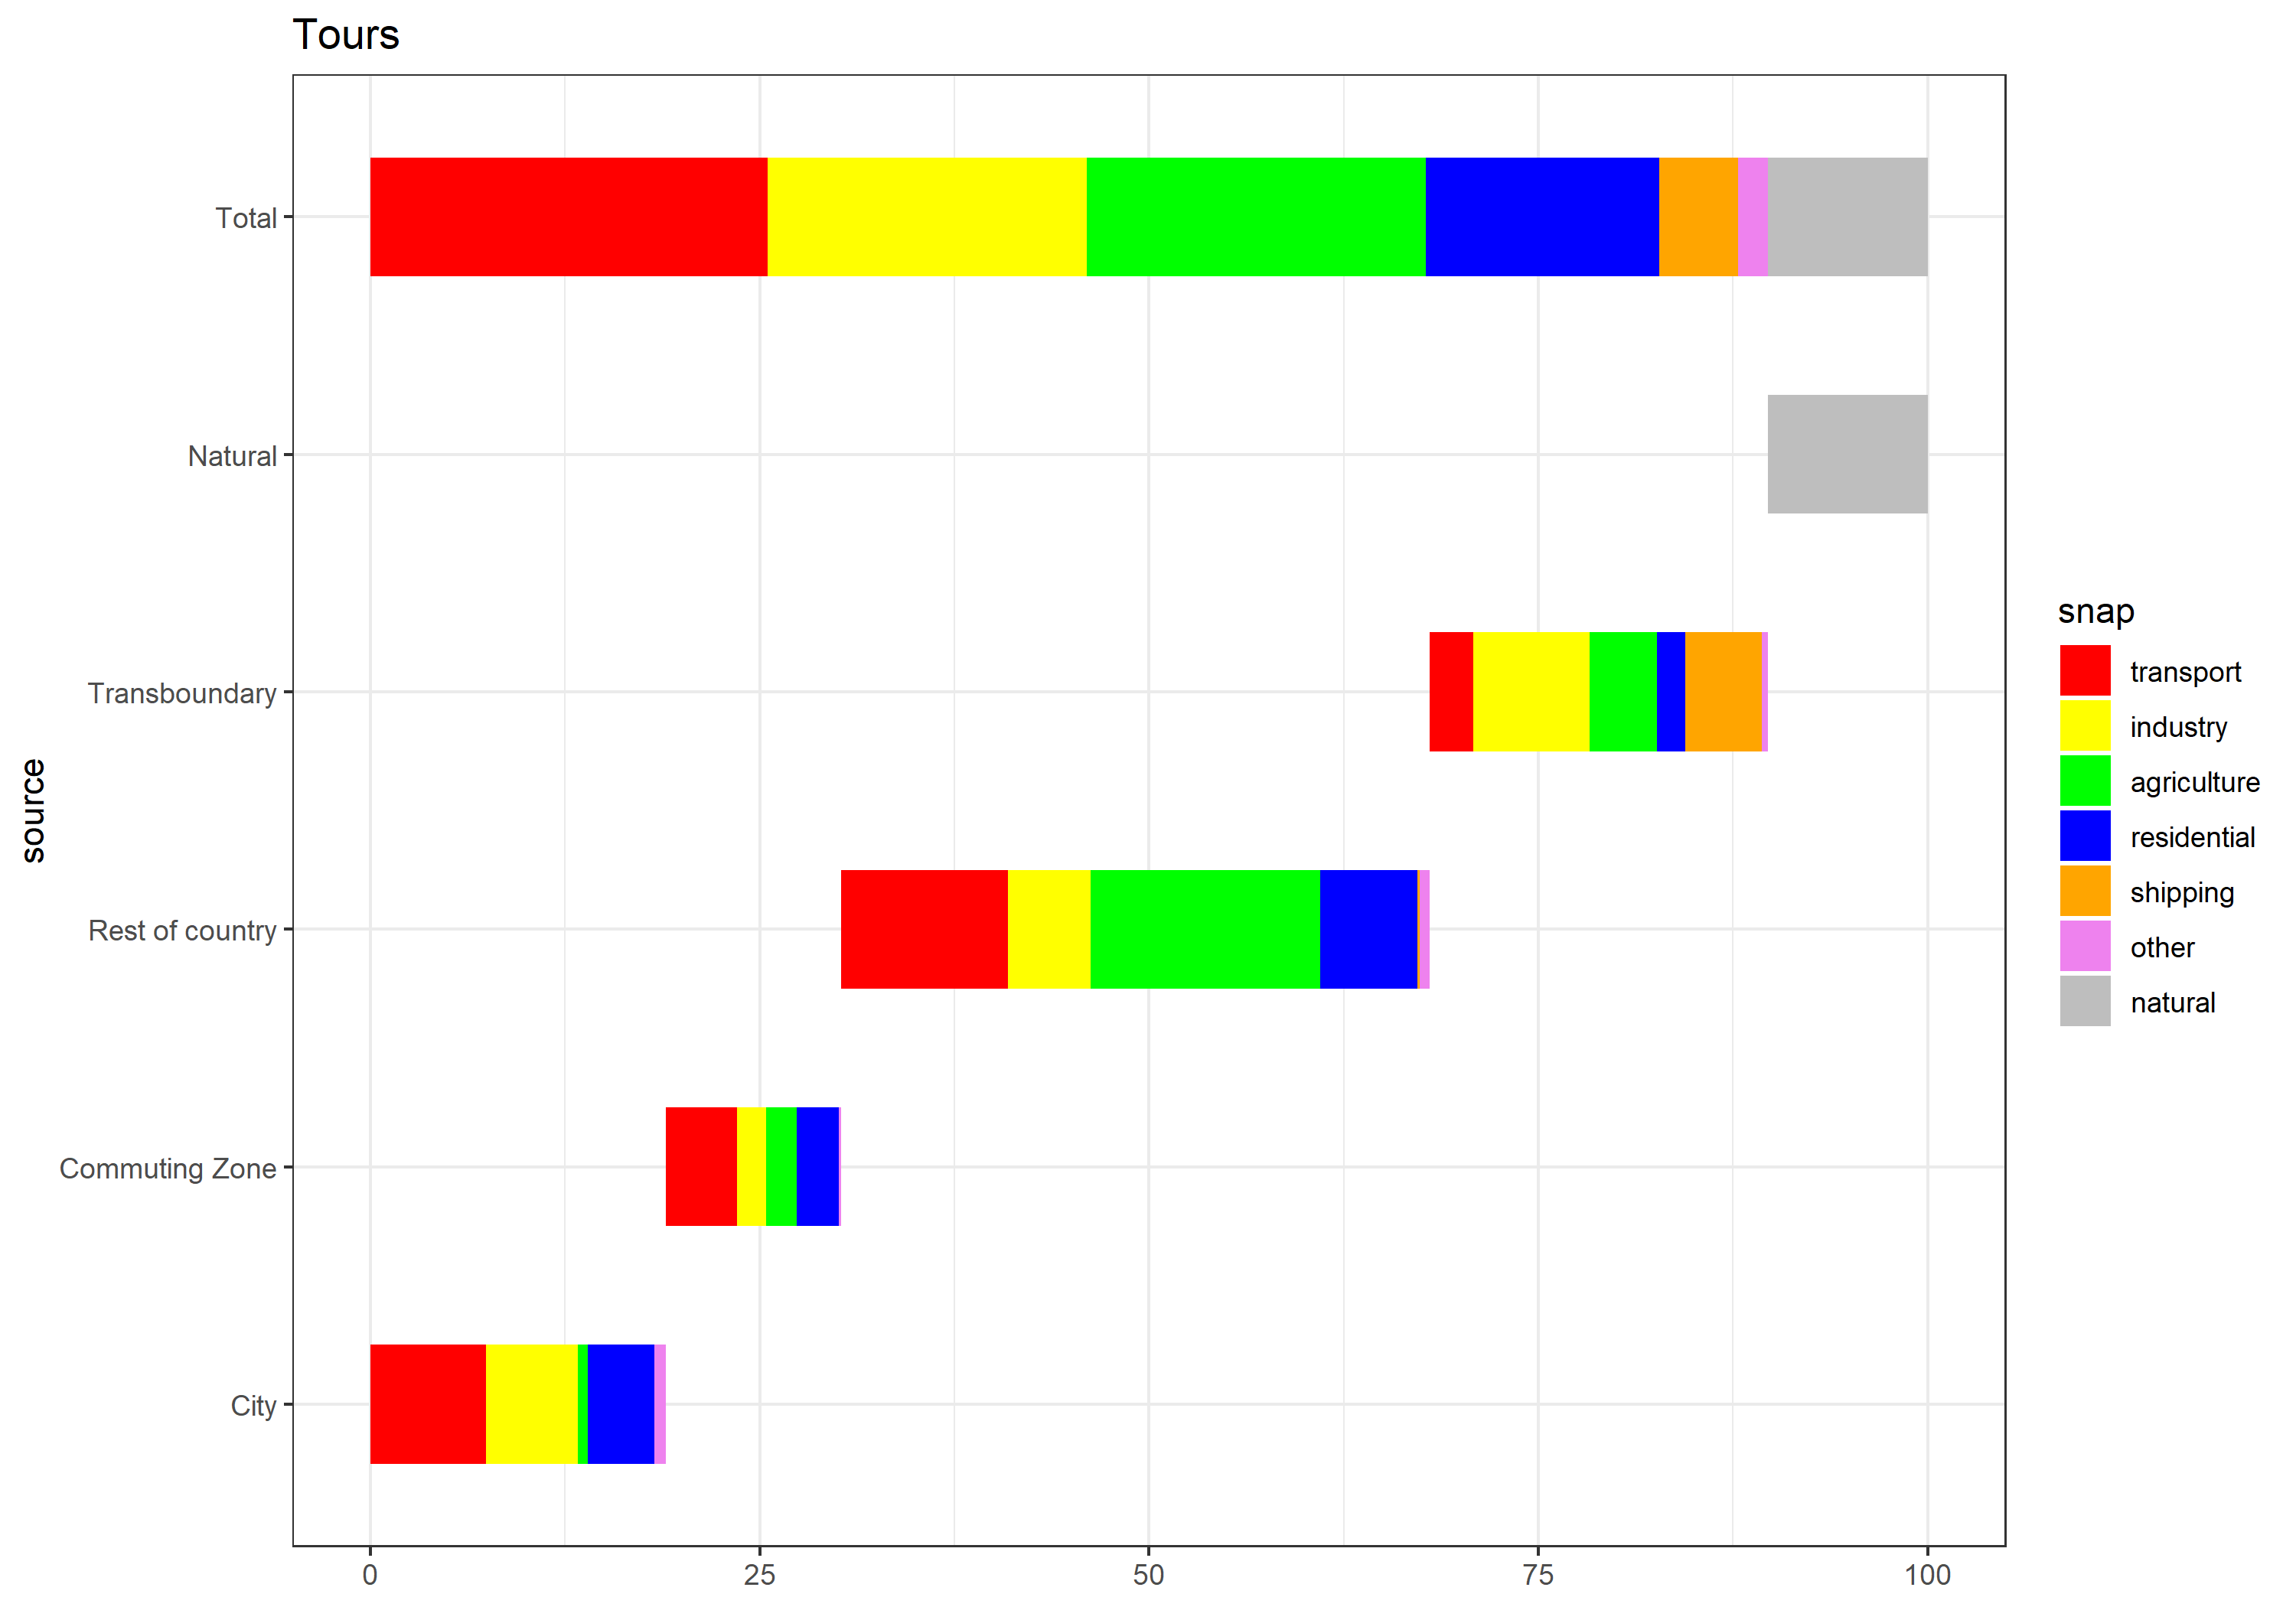 Tours
source
Total
Natural
Transboundary
Rest of country
Commuting Zone
City
0 25 50 75 100
snap
transport
industry
agriculture
residential
shipping
other
natural